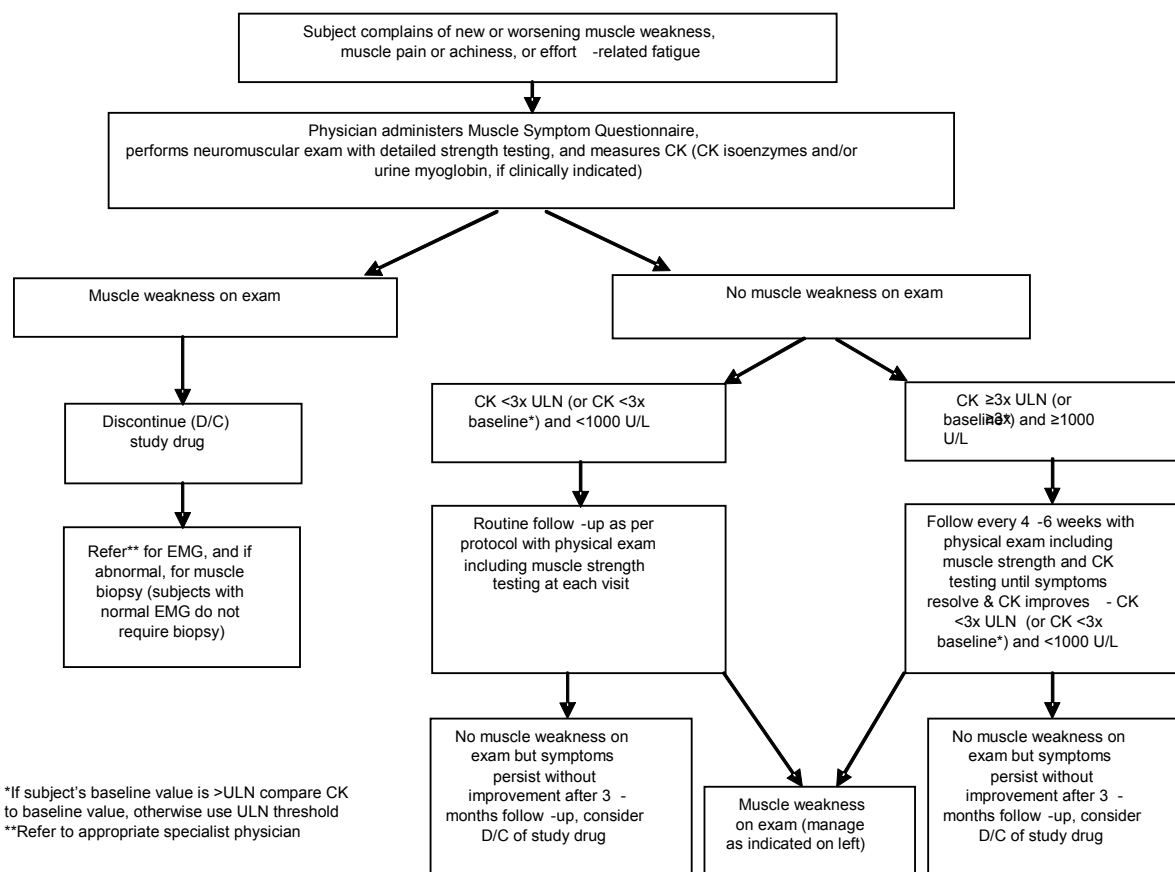 Subject complains of new or worsening muscle weakness,
muscle pain or achiness, or effort -related fatigue
Physician administers Muscle Symptom Questionnaire,
performs neuromuscular exam with detailed strength testing, and measures CK (CK isoenzymes and/or
urine myoglobin, if clinically indicated)
Muscle weakness on exam
No muscle weakness on exam
Discontinue (D/C)
study drug
CK <3x ULN (or CK <3x
baseline*) and <1000 U/L
CK ≥3x ULN (or
≥3x
baseline*) and ≥1000
U/L
Refer** for EMG, and if
abnormal, for muscle
biopsy (subjects with
normal EMG do not
require biopsy)
Routine follow -up as per
protocol with physical exam
including muscle strength
testing at each visit
Follow every 4 -6 weeks with
physical exam including
muscle strength and CK
testing until symptoms
resolve & CK improves - CK
<3x ULN (or CK <3x
baseline*) and <1000 U/L
No muscle weakness on
exam but symptoms
persist without
improvement after 3 -
months follow -up, consider
D/C of study drug
Muscle weakness
on exam (manage
as indicated on left)
No muscle weakness on
exam but symptoms
persist without
improvement after 3 -
months follow -up, consider
D/C of study drug
*If subject's baseline value is >ULN compare CK
to baseline value, otherwise use ULN threshold
**Refer to appropriate specialist physician